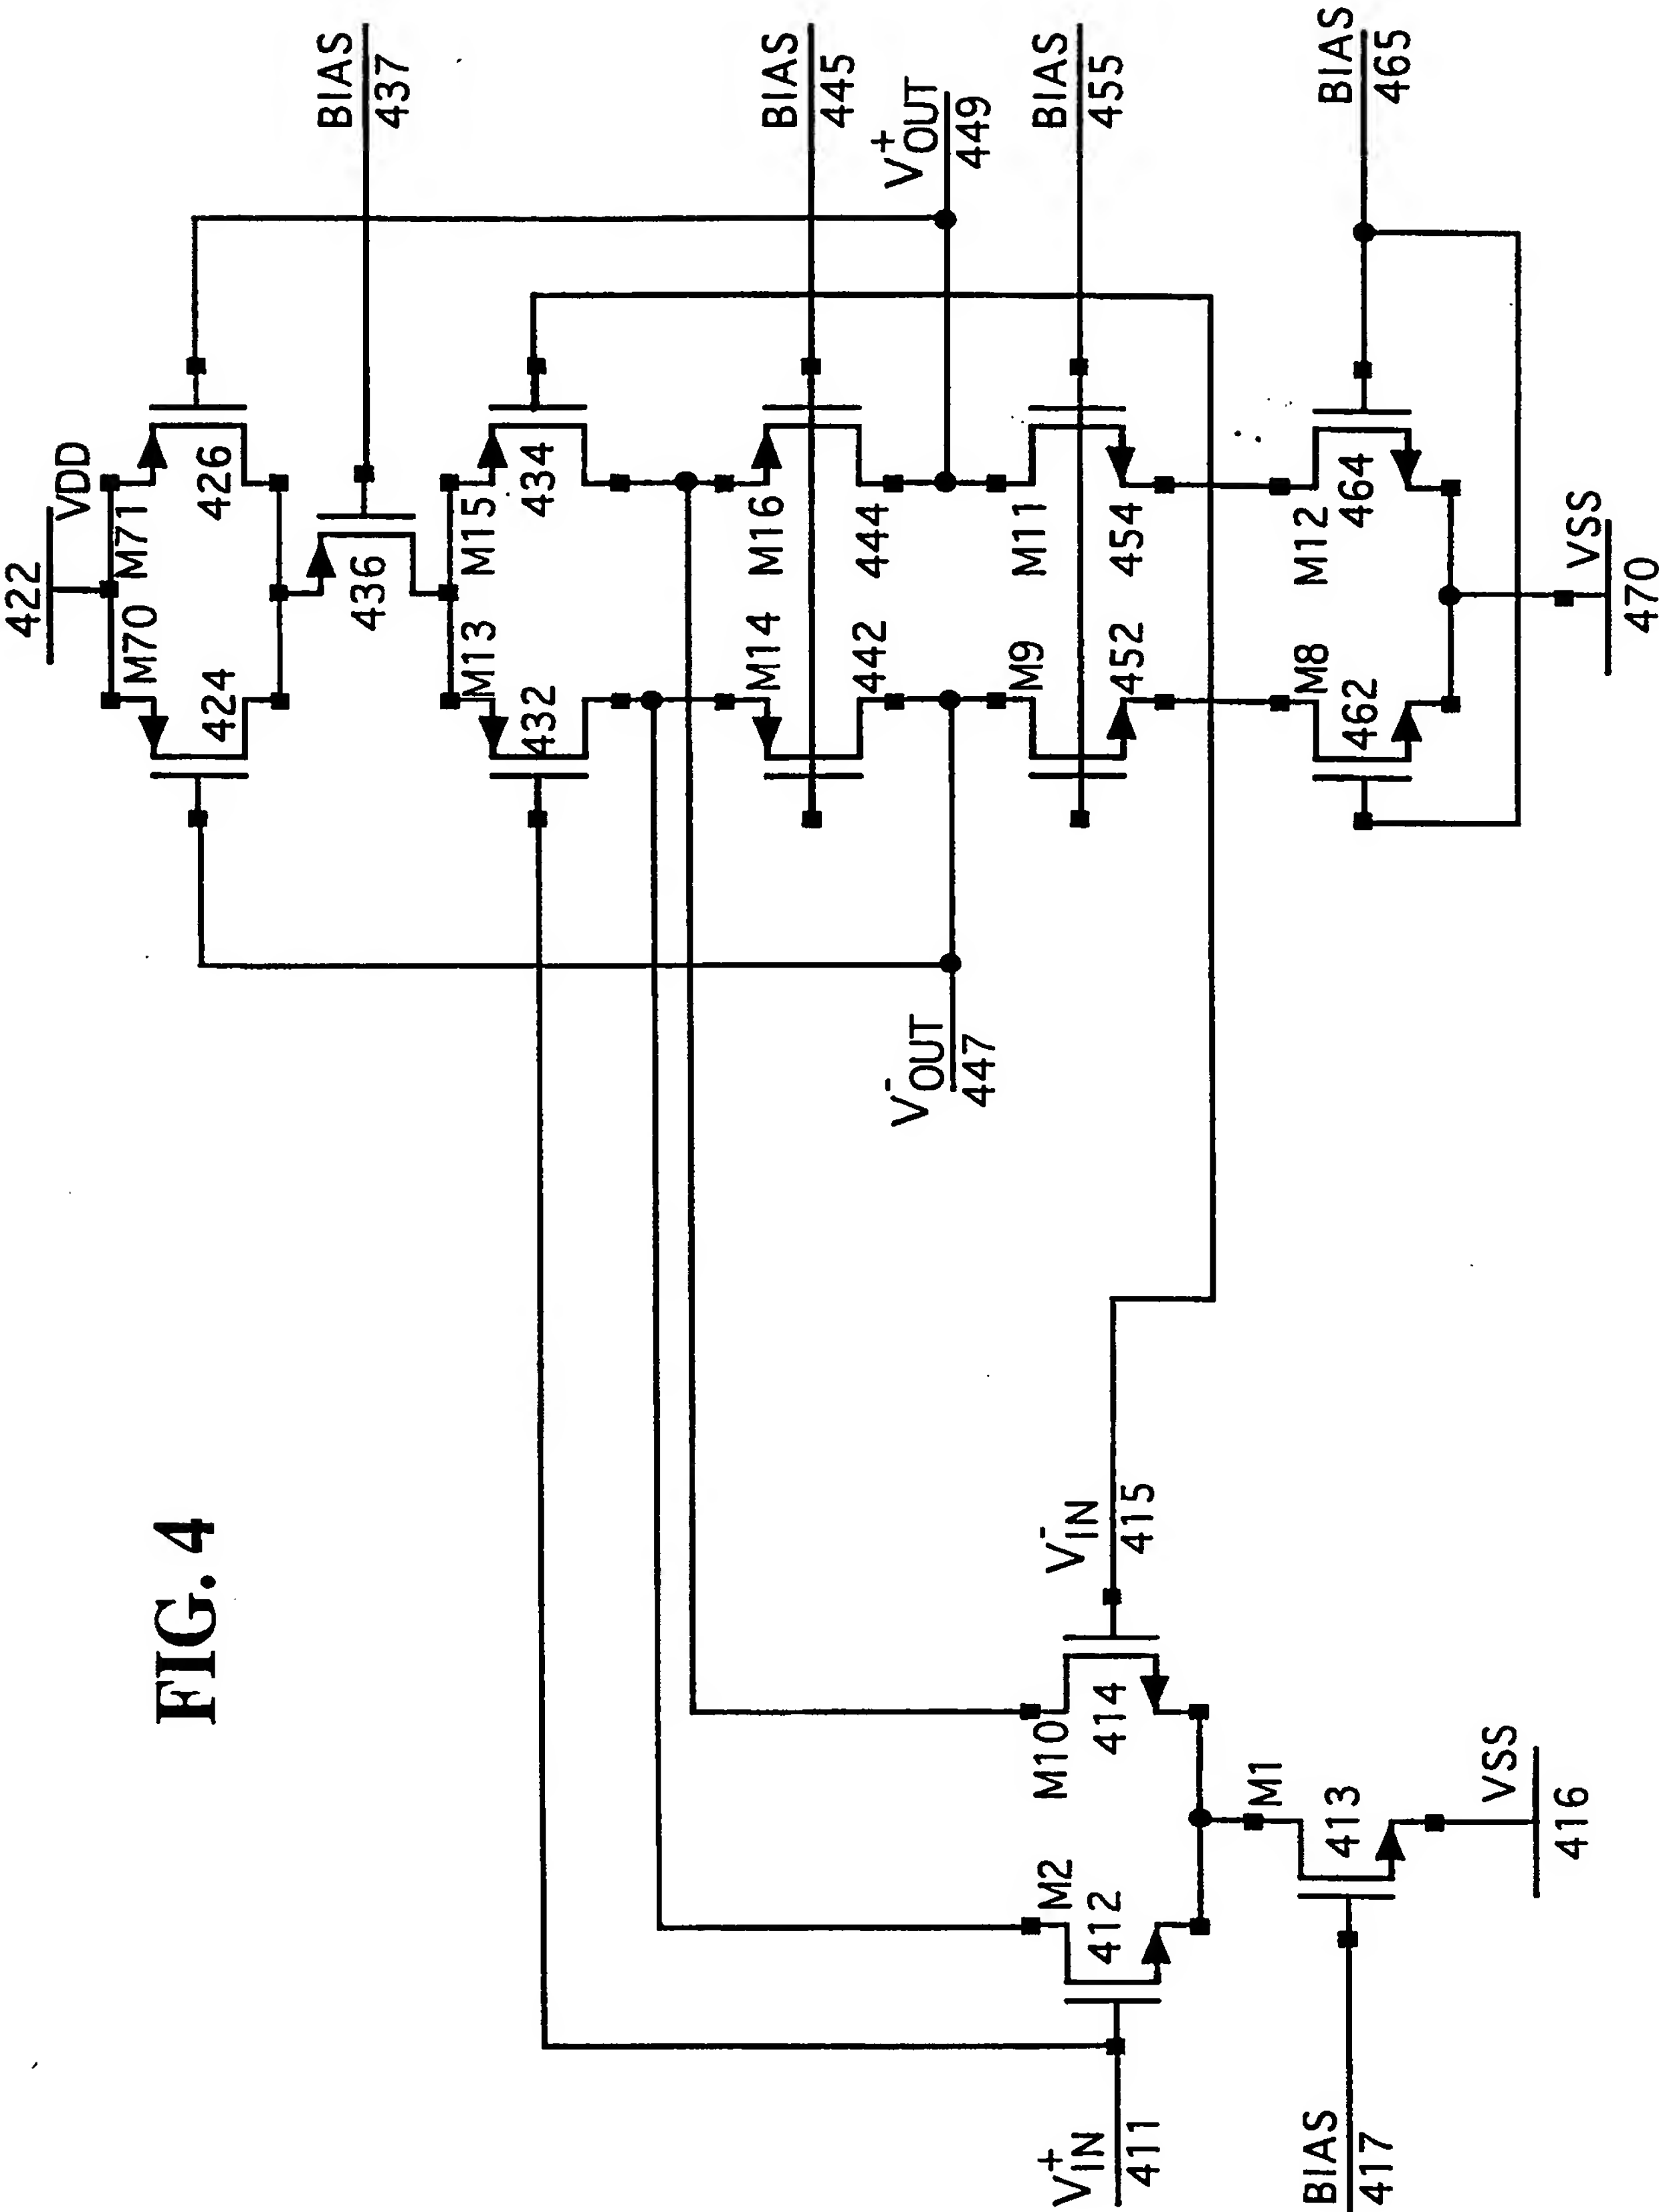 FIG. 4
422
VDD
M70
M71
424
426
BIAS
437
436
M13
M15
432
434
M14
M16
BIAS
445
442
444
V+OUT
449
V-OUT
447
M9
M11
BIAS
455
452
454
M8
M12
BIAS
465
462
464
VSS
470
V+IN
411
M2
412
M10
414
V-IN
415
M1
413
BIAS
417
VSS
416